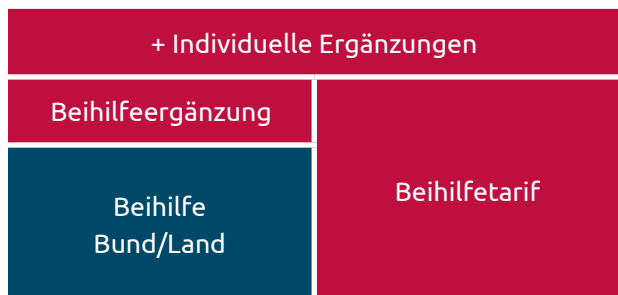 + Individuelle Ergänzungen
Beihilfeergänzung
Beihilfe
Bund/Land
Beihilfetarif